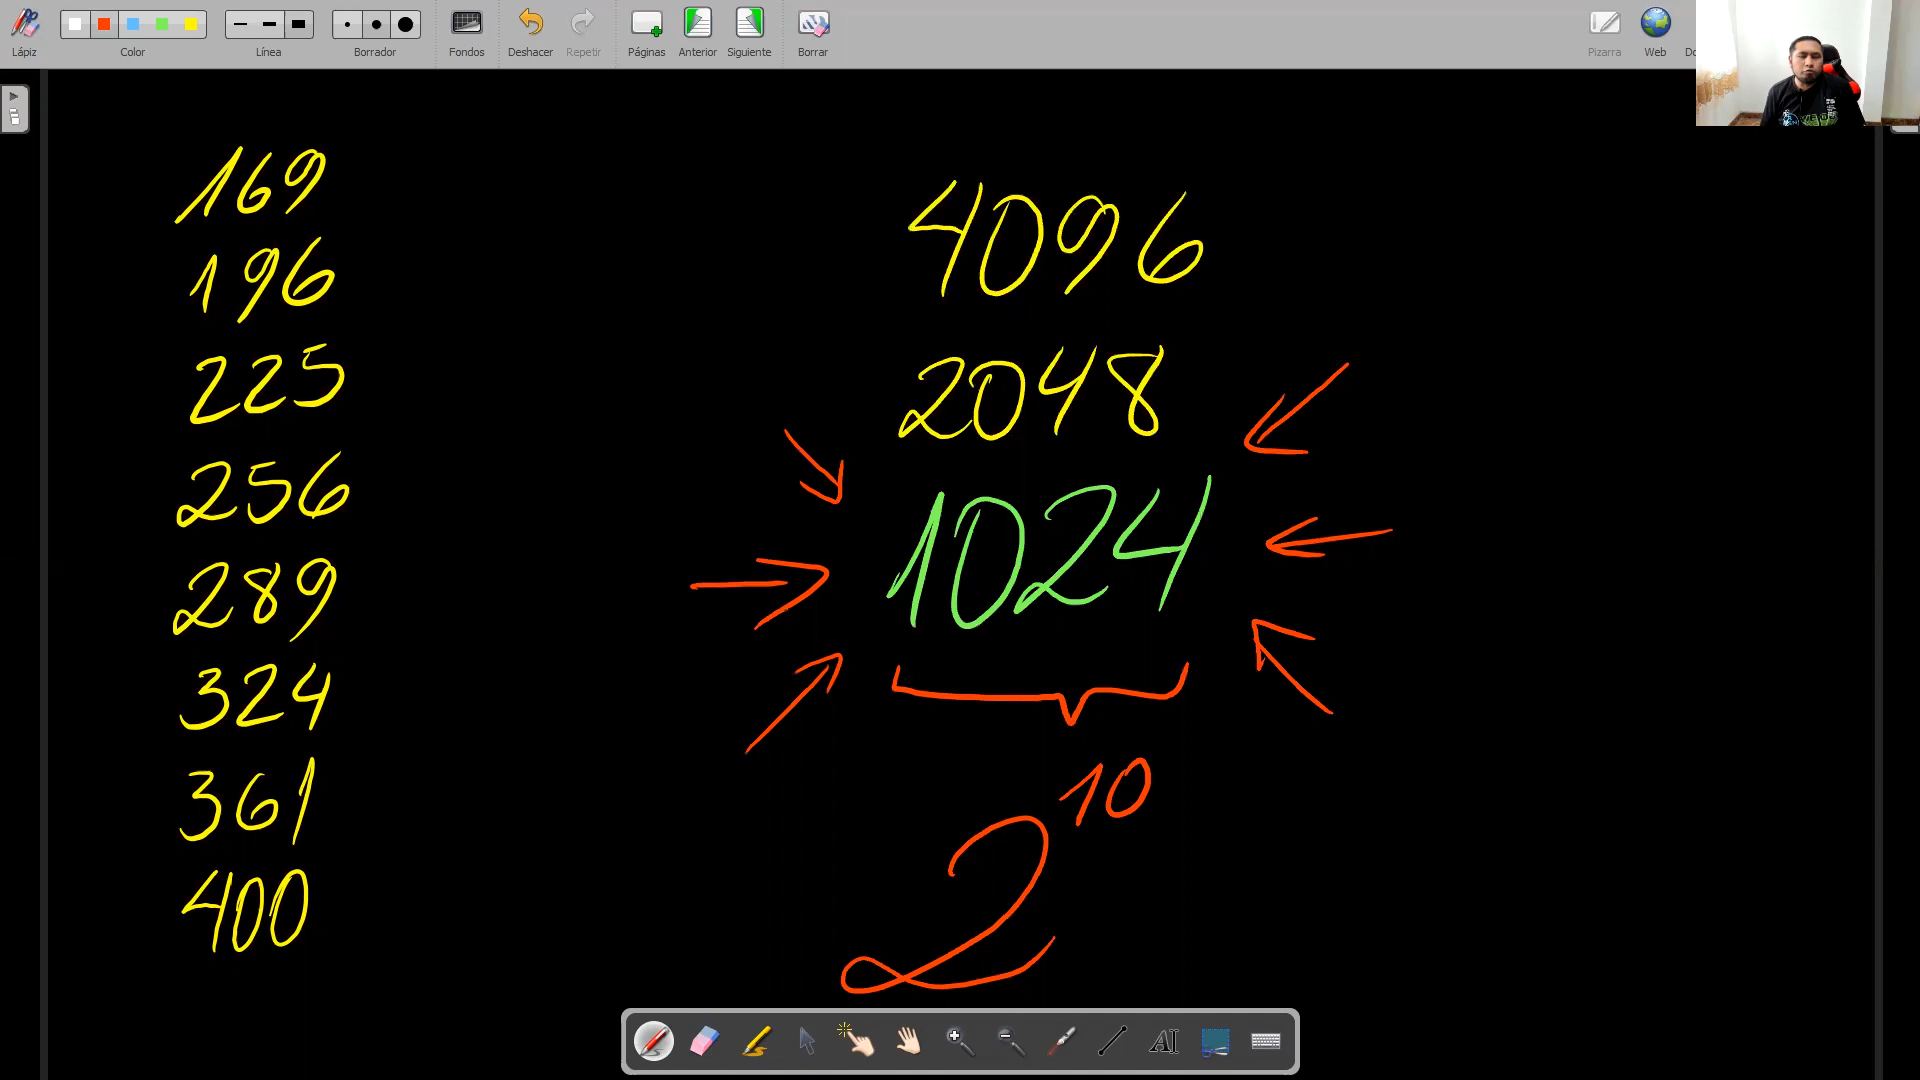 Lápiz
Color
Línea
Borrador
Fondos
Deshacer
Repetir
Páginas
Anterior
Siguiente
Borrar
Pizarra
Web
169
196
225
256
289
324
361
400
4096
2048
1024
2^10
AI